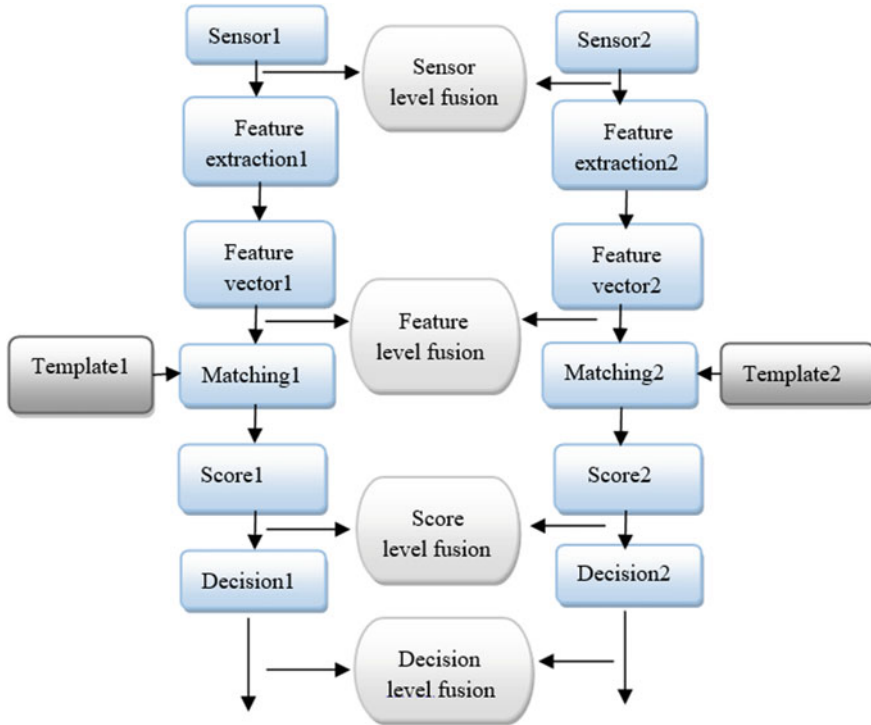 Sensor1
Sensor2
Sensor
level fusion
Feature
extraction1
Feature
extraction2
Feature
vector1
Feature
vector2
Feature
level fusion
Template1
Matching1
Matching2
Template2
Score1
Score2
Score
level fusion
Decision1
Decision2
Decision
level fusion